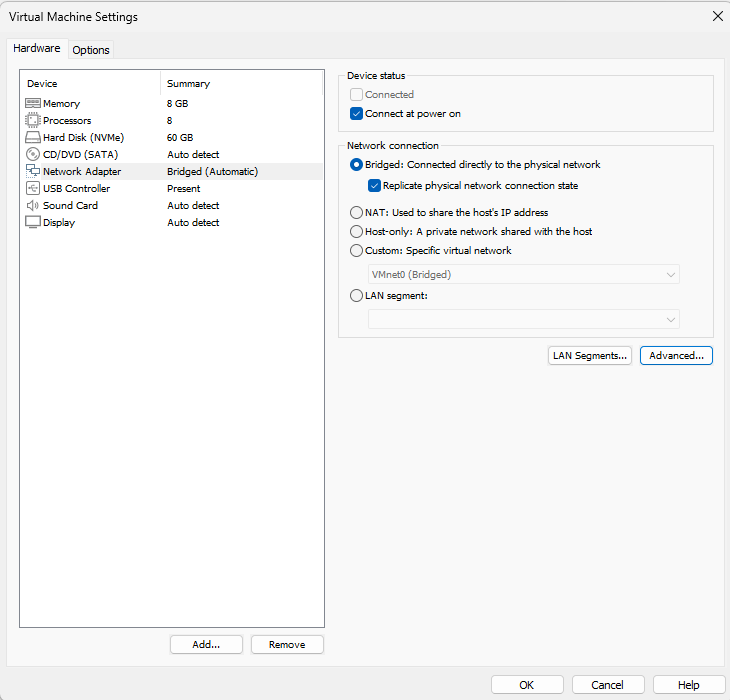 Virtual Machine Settings
Hardware Options
Device Summary
Memory 8 GB
Processors 8
Hard Disk (NVMe) 60 GB
CD/DVD (SATA) Auto detect
Network Adapter Bridged (Automatic)
USB Controller Present
Sound Card Auto detect
Display Auto detect
Add... Remove
Device status
Connected
Connect at power on
Network connection
Bridged: Connected directly to the physical network
Replicate physical network connection state
NAT: Used to share the host's IP address
Host-only: A private network shared with the host
Custom: Specific virtual network
VMnet0 (Bridged)
LAN segment:
LAN Segments... Advanced...
OK Cancel Help